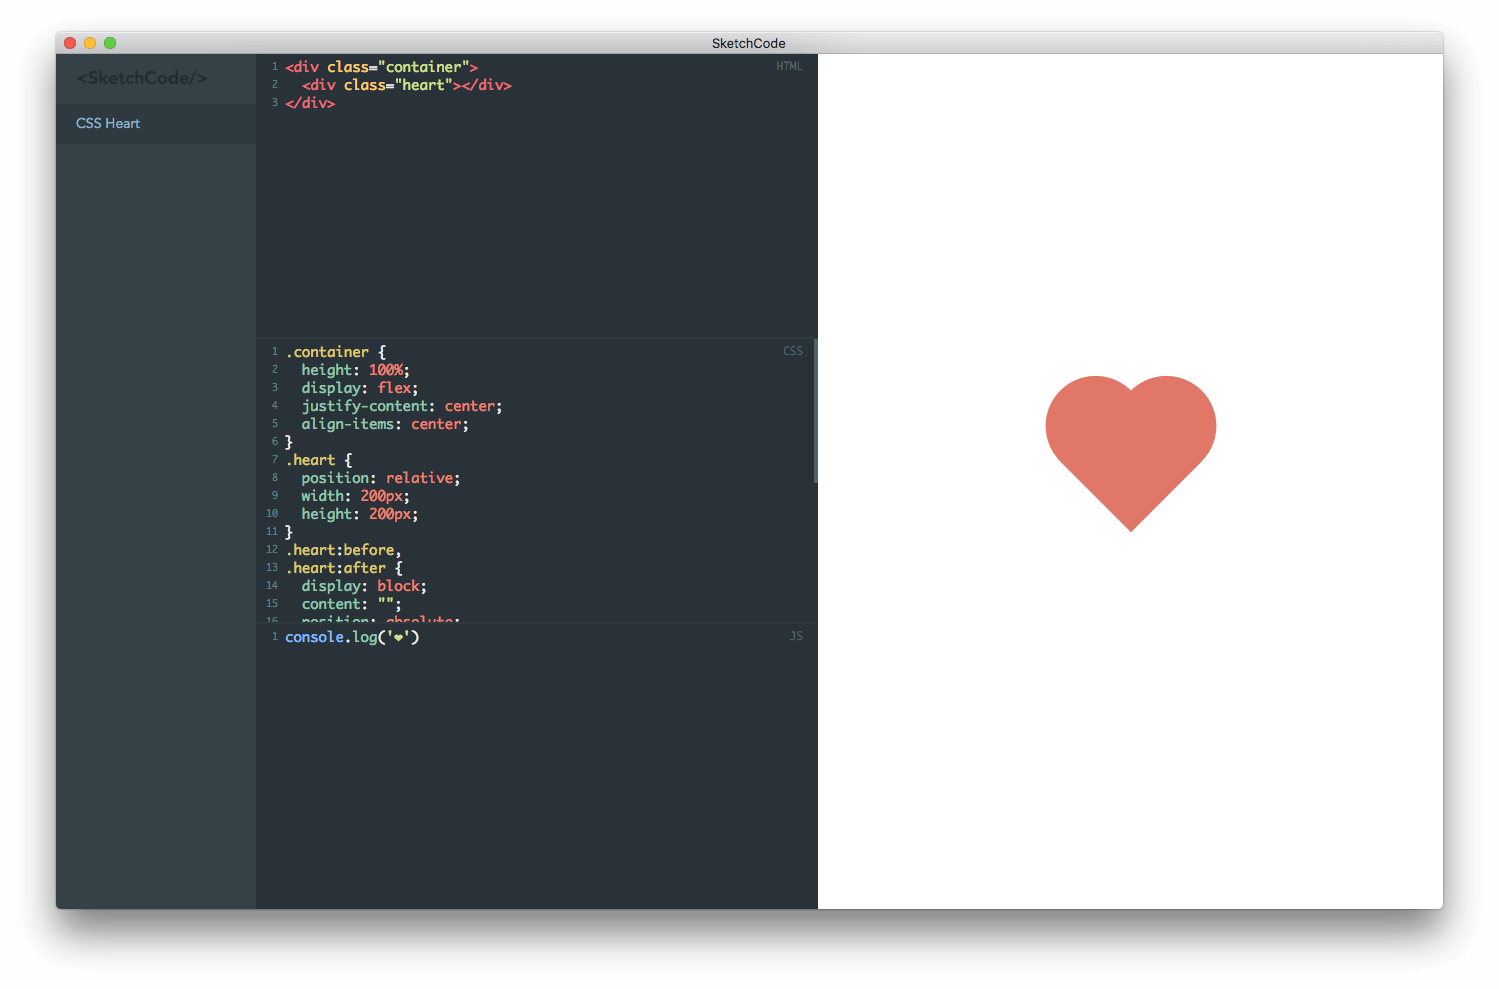 SketchCode
<SketchCode/>
CSS Heart
HTML
1 <div class="container">
2   <div class="heart"></div>
3 </div>
CSS
1 .container {
2   height: 100%;
3   display: flex;
4   justify-content: center;
5   align-items: center;
6 }
7 .heart {
8   position: relative;
9   width: 200px;
10   height: 200px;
11 }
12 .heart:before,
13 .heart:after {
14   display: block;
15   content: "";
16   position: absolute;
JS
1 console.log('❤')